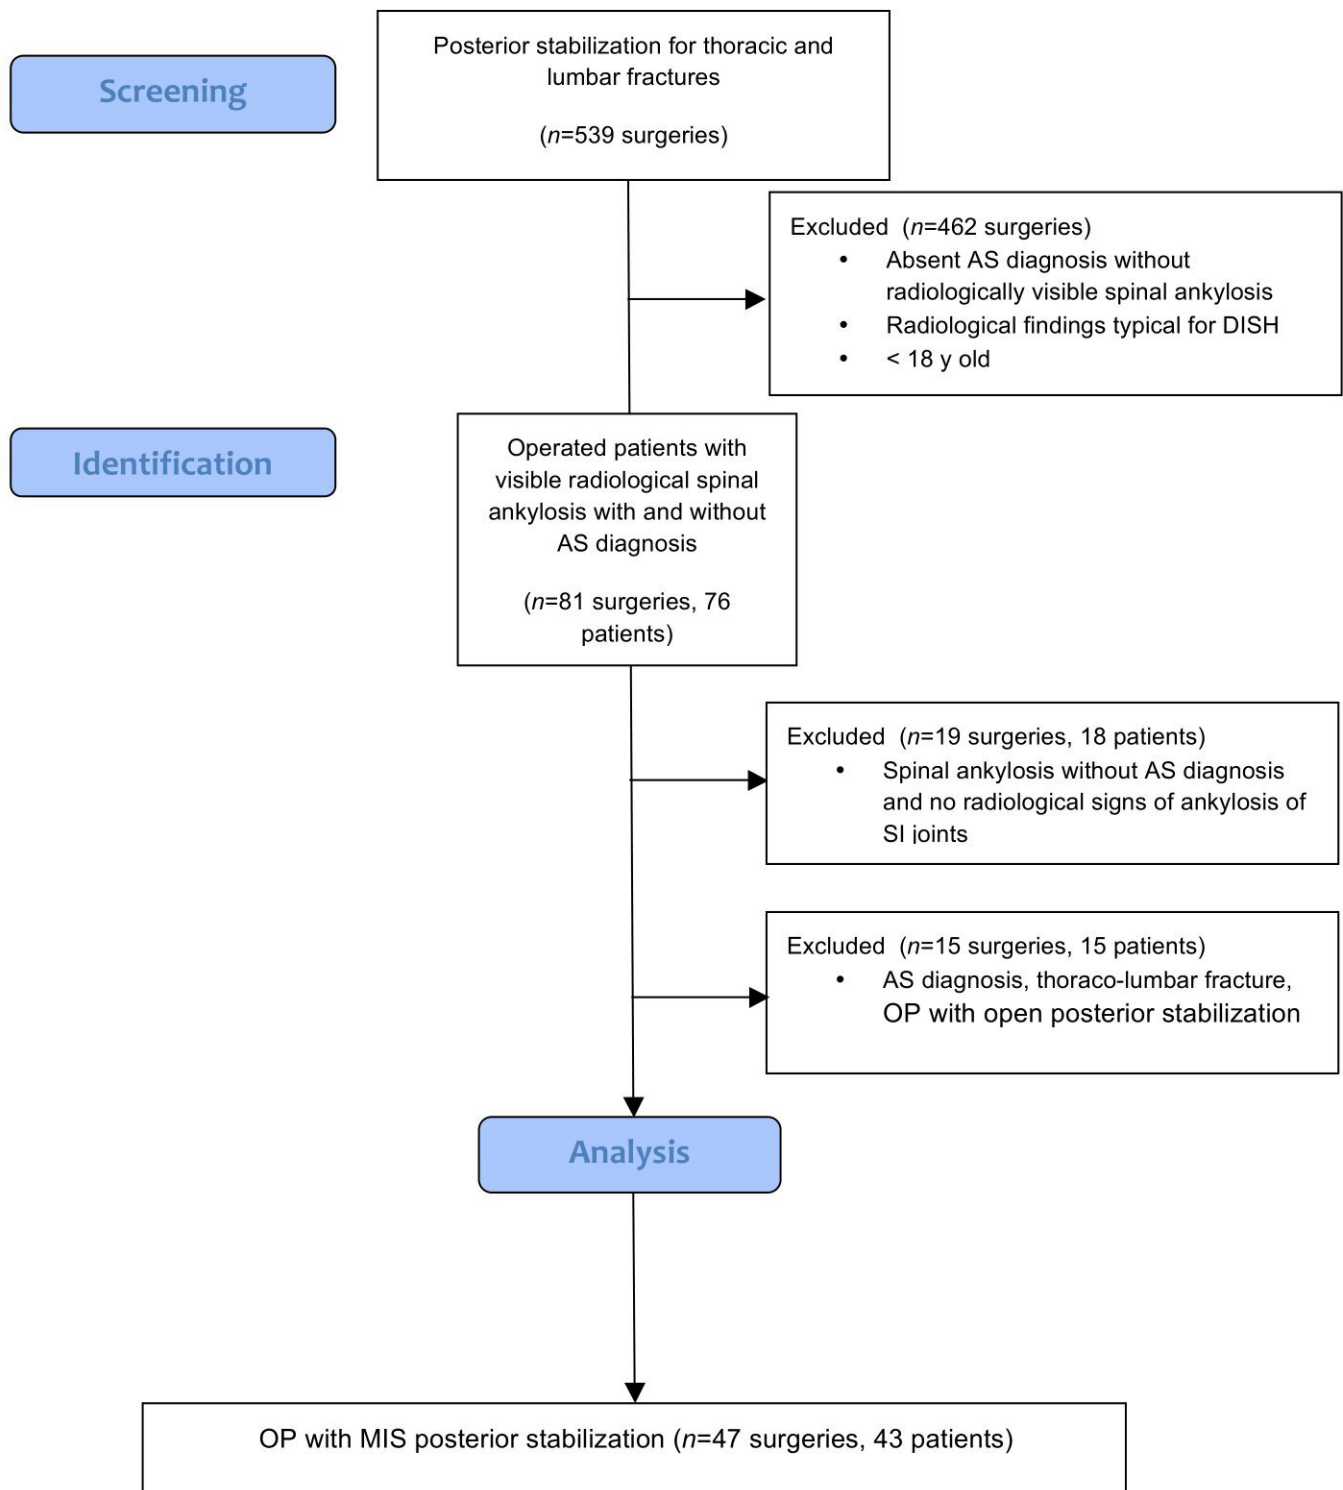 Screening
Posterior stabilization for thoracic and
lumbar fractures
(n=539 surgeries)
Excluded (n=462 surgeries)
• Absent AS diagnosis without
radiologically visible spinal ankylosis
• Radiological findings typical for DISH
• < 18 y old
Identification
Operated patients with
visible radiological spinal
ankylosis with and without
AS diagnosis
(n=81 surgeries, 76
patients)
Excluded (n=19 surgeries, 18 patients)
• Spinal ankylosis without AS diagnosis
and no radiological signs of ankylosis of
SI joints
Excluded (n=15 surgeries, 15 patients)
• AS diagnosis, thoraco-lumbar fracture,
OP with open posterior stabilization
Analysis
OP with MIS posterior stabilization (n=47 surgeries, 43 patients)